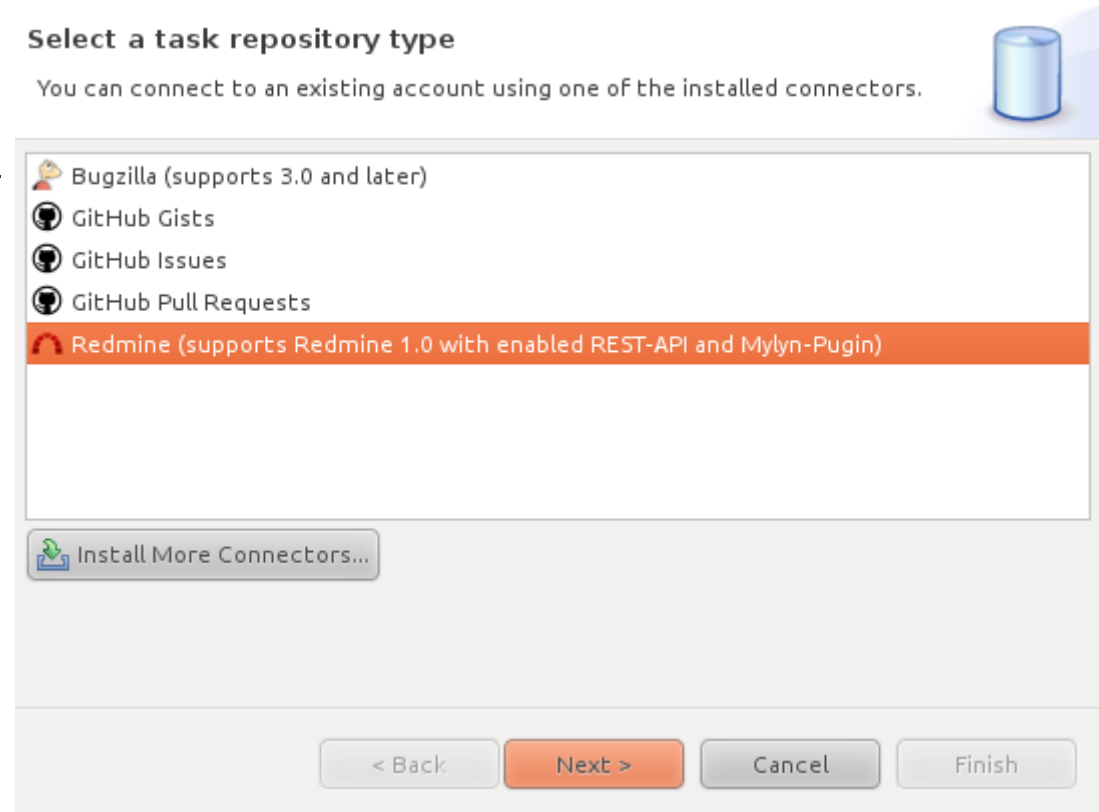 Select a task repository type
You can connect to an existing account using one of the installed connectors.
Bugzilla (supports 3.0 and later)
GitHub Gists
GitHub Issues
GitHub Pull Requests
Redmine (supports Redmine 1.0 with enabled REST-API and Mylyn-Pugin)
Install More Connectors...
< Back Next > Cancel Finish